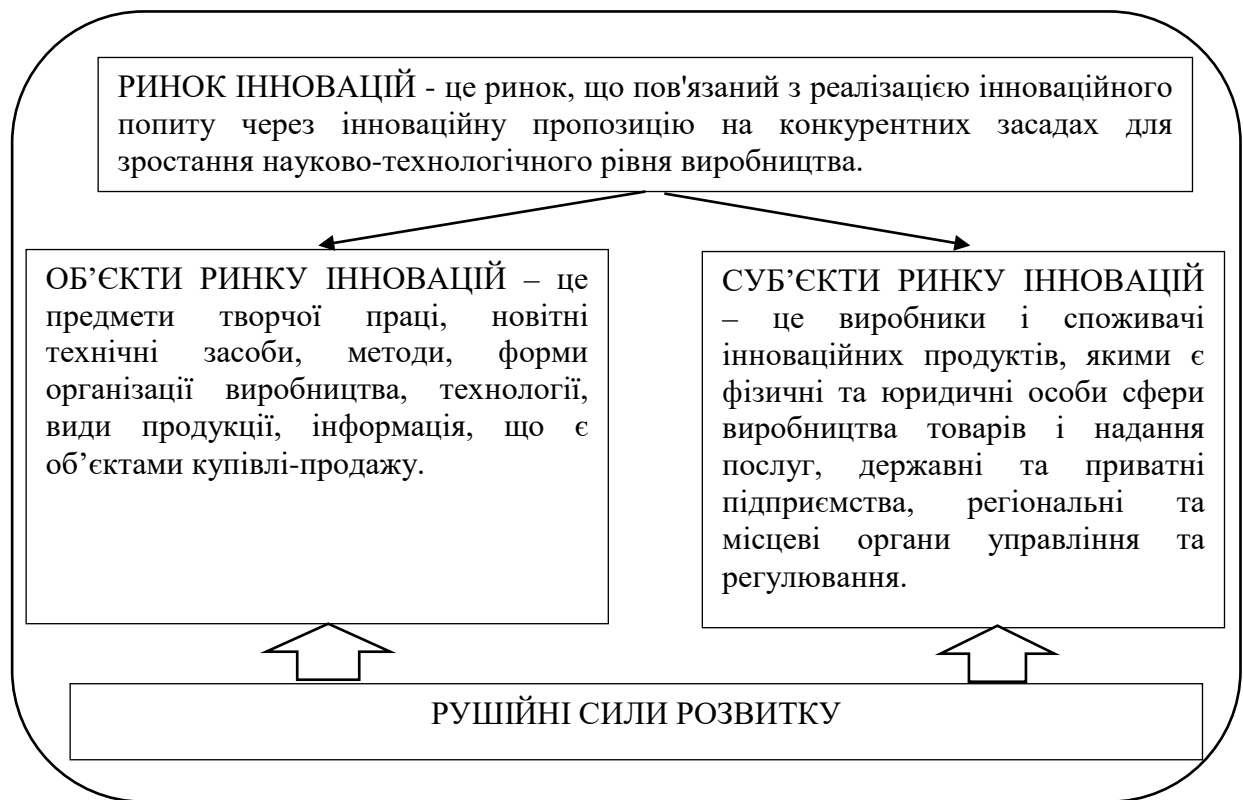 РИНОК ІННОВАЦІЙ - це ринок, що пов'язаний з реалізацією інноваційного
попиту через інноваційну пропозицію на конкурентних засадах для
зростання науково-технологічного рівня виробництва.
ОБ’ЄКТИ РИНКУ ІННОВАЦІЙ – це
предмети творчої праці, новітні
технічні засоби, методи, форми
організації виробництва, технології,
види продукції, інформація, що є
об’єктами купівлі-продажу.
СУБ’ЄКТИ РИНКУ ІННОВАЦІЙ
– це виробники і споживачі
інноваційних продуктів, якими є
фізичні та юридичні особи сфери
виробництва товарів і надання
послуг, державні та приватні
підприємства, регіональні та
місцеві органи управління та
регулювання.
РУШІЙНІ СИЛИ РОЗВИТКУ